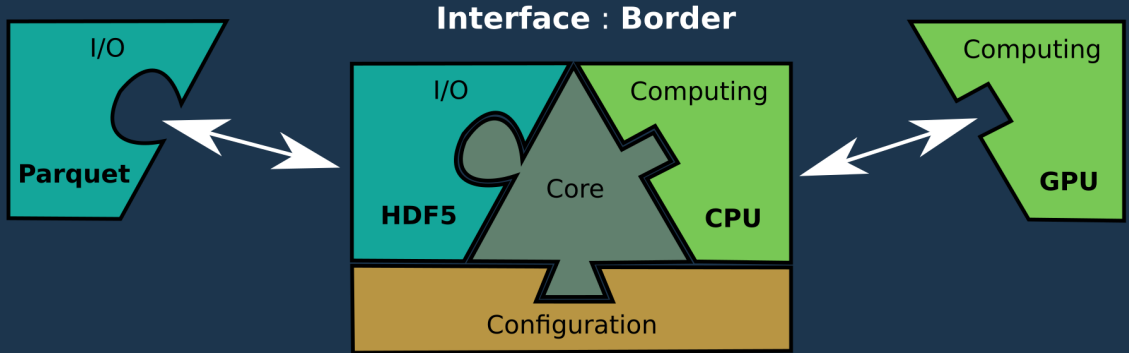 Interface : Border
I/O
Parquet
I/O
HDF5
Core
Computing
CPU
Configuration
Computing
GPU